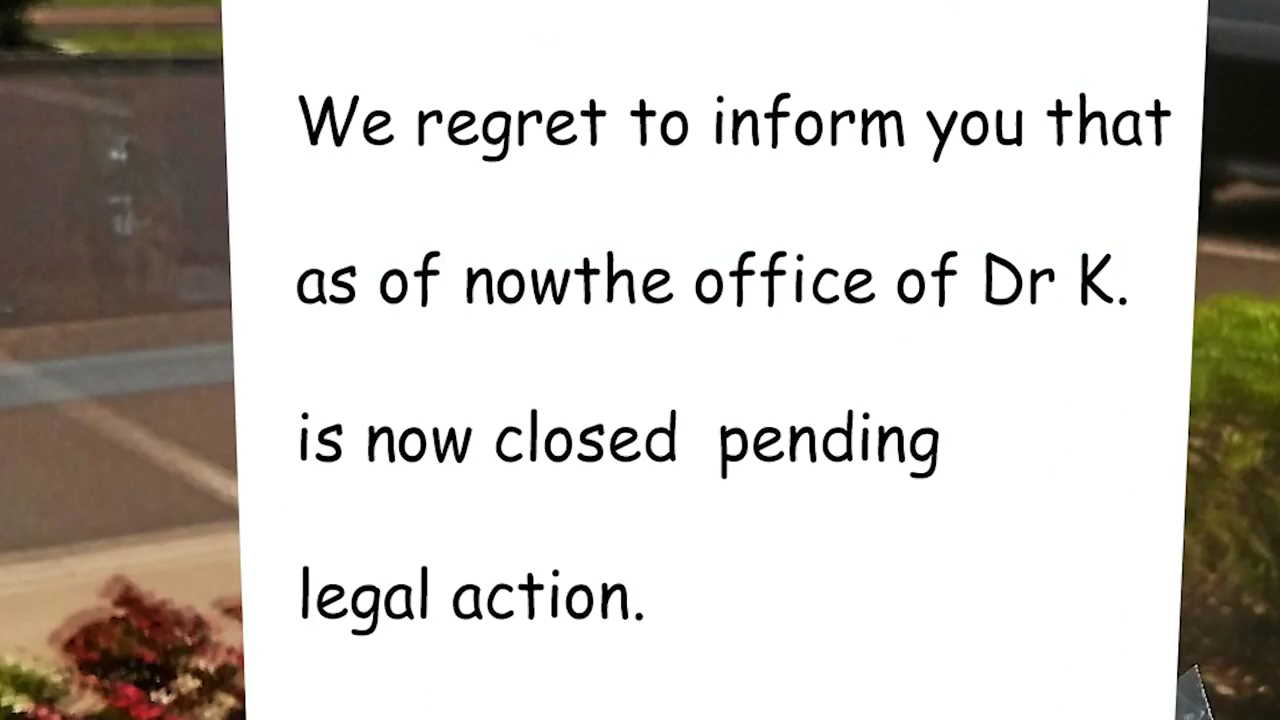 We regret to inform you that
as of nowthe office of Dr K.
is now closed  pending
legal action.